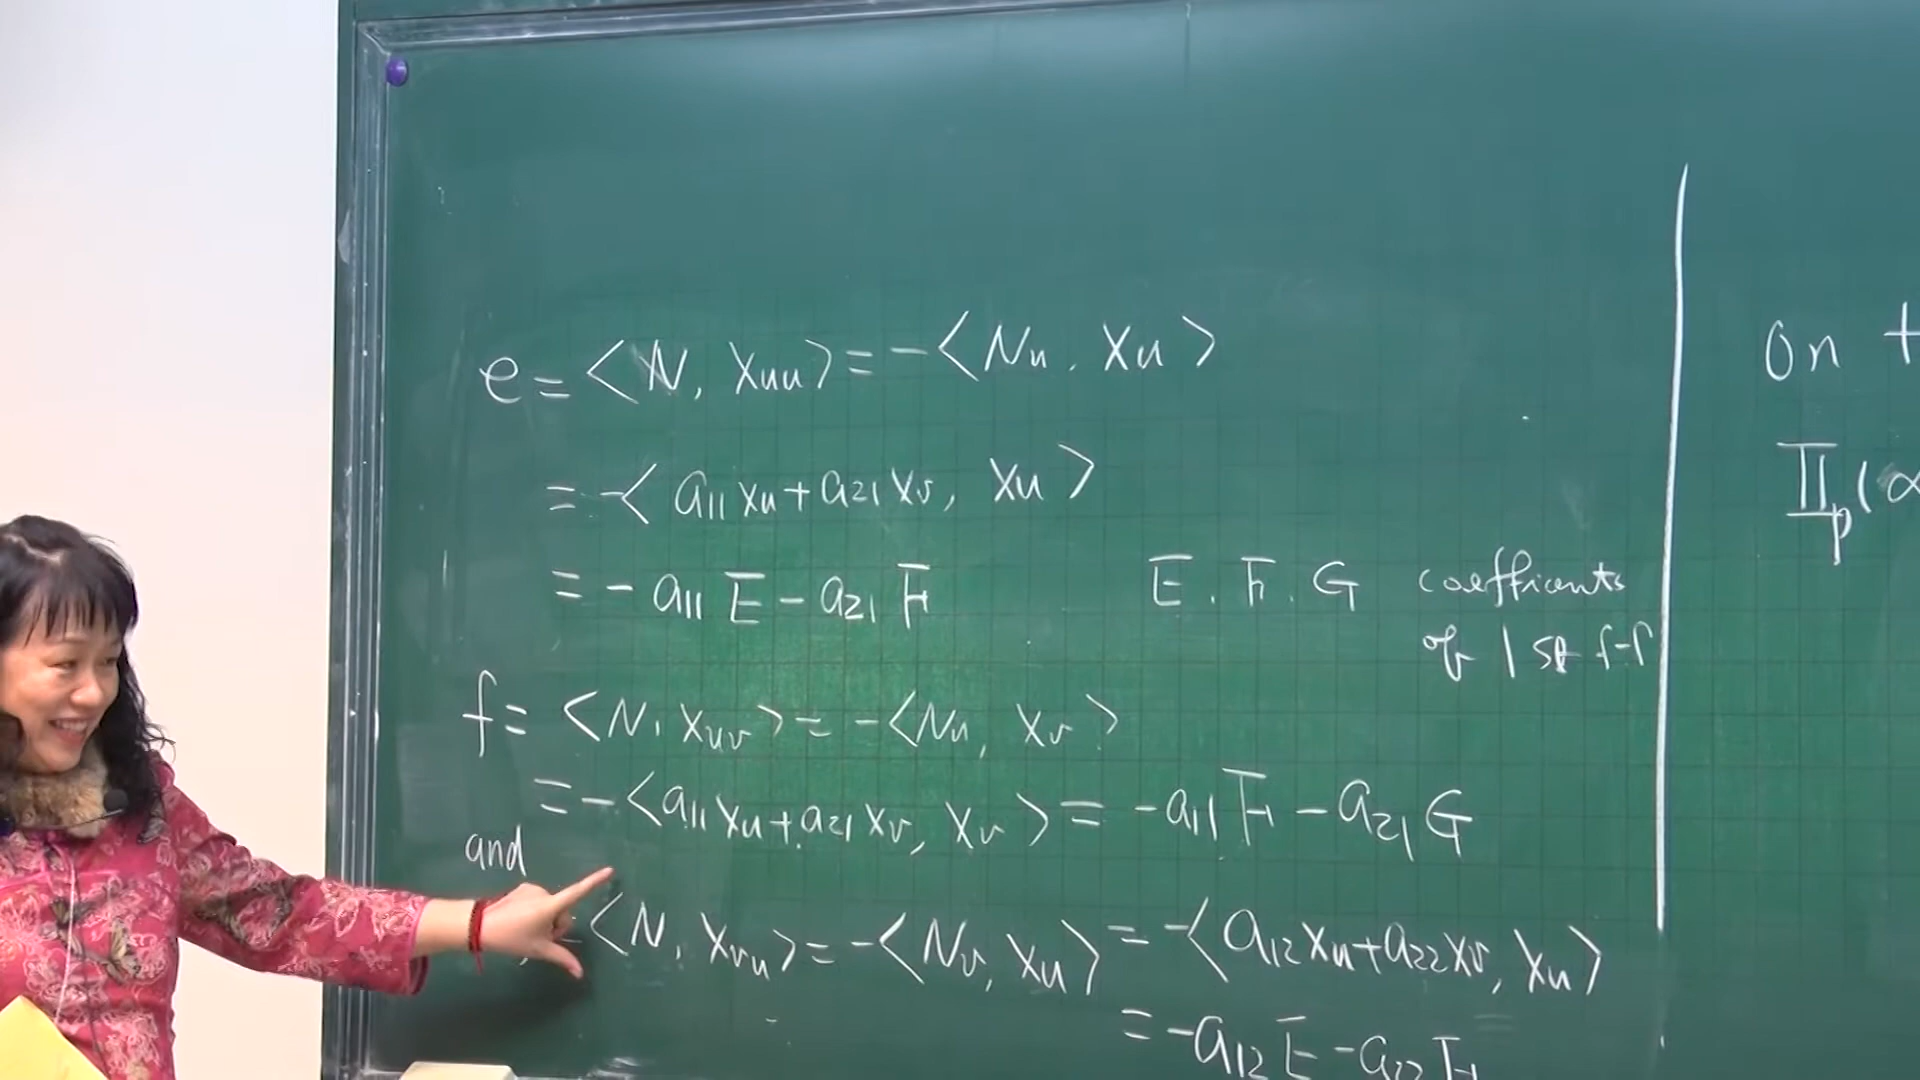 e = <N, Xuu> = -<Nu, Xu>
= -<a11 Xu + a21 Xv, Xu>
= -a11 E - a21 F
E, F, G coefficients
of 1st f-f
f = <N, Xuv> = -<Nu, Xv>
= -<a11 Xu + a21 Xv, Xv> = -a11 F - a21 G
and
= <N, Xvu> = -<Nv, Xu> = -<a12 Xu + a22 Xv, Xu>
= -a12 E - a22 F
On
IIp(α